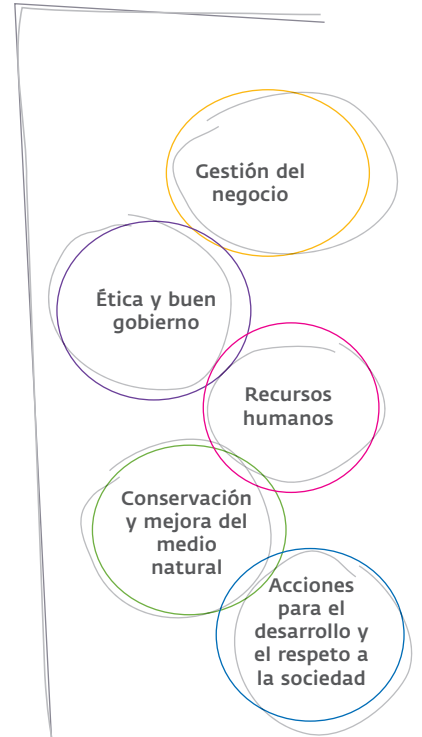 Gestión del
negocio
Ética y buen
gobierno
Recursos
humanos
Conservación
y mejora del
medio
natural
Acciones
para el
desarrollo y
el respeto a
la sociedad